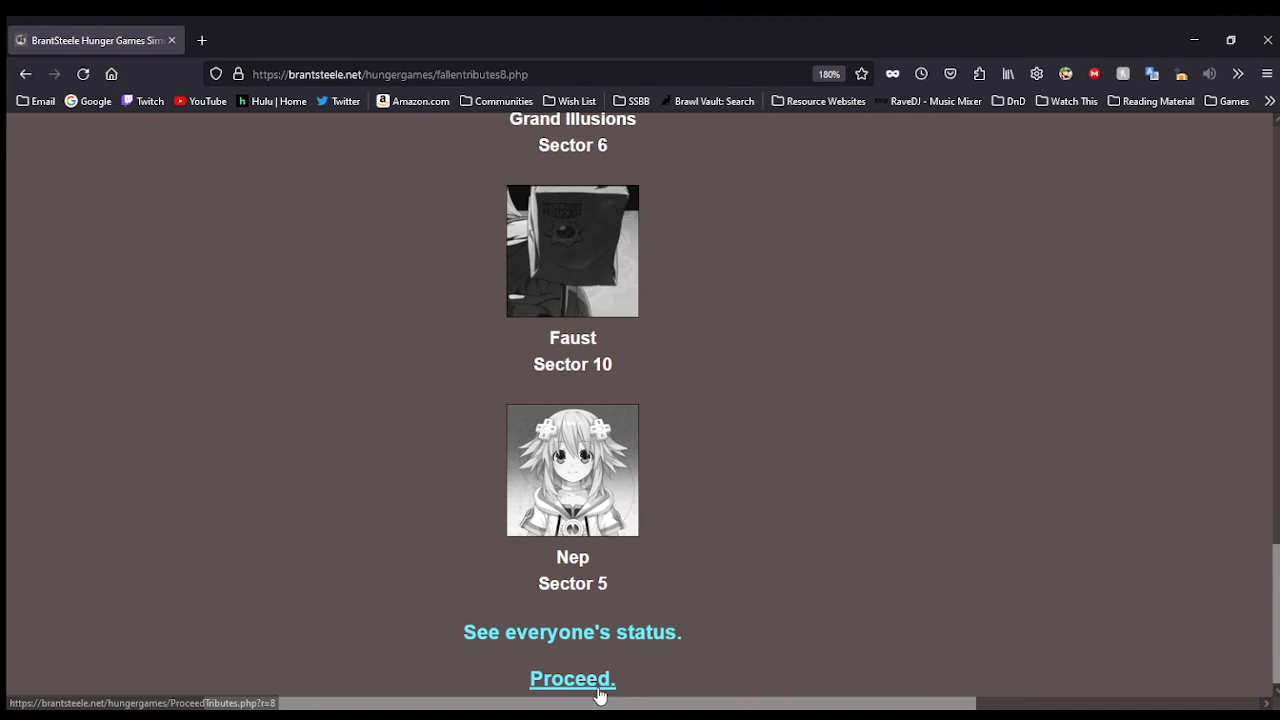 BrantSteele Hunger Games Sim
https://brantsteele.net/hungergames/fallentributes8.php
180%
Email
Google
Twitch
YouTube
Hulu | Home
Twitter
Amazon.com
Communities
Wish List
SSBB
Brawl Vault: Search
Resource Websites
RaveDJ - Music Mixer
DnD
Watch This
Reading Material
Games
Grand Illusions
Sector 6
Faust
Sector 10
Nep
Sector 5
See everyone's status.
Proceed.
https://brantsteele.net/hungergames/ProceedTributes.php?r=8